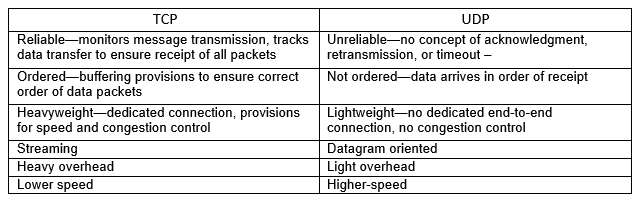 TCP
UDP
Reliable—monitors message transmission, tracks
data transfer to ensure receipt of all packets
Unreliable—no concept of acknowledgment,
retransmission, or timeout –
Ordered—buffering provisions to ensure correct
order of data packets
Not ordered—data arrives in order of receipt
Heavyweight—dedicated connection, provisions
for speed and congestion control
Lightweight—no dedicated end-to-end
connection, no congestion control
Streaming
Datagram oriented
Heavy overhead
Light overhead
Lower speed
Higher-speed